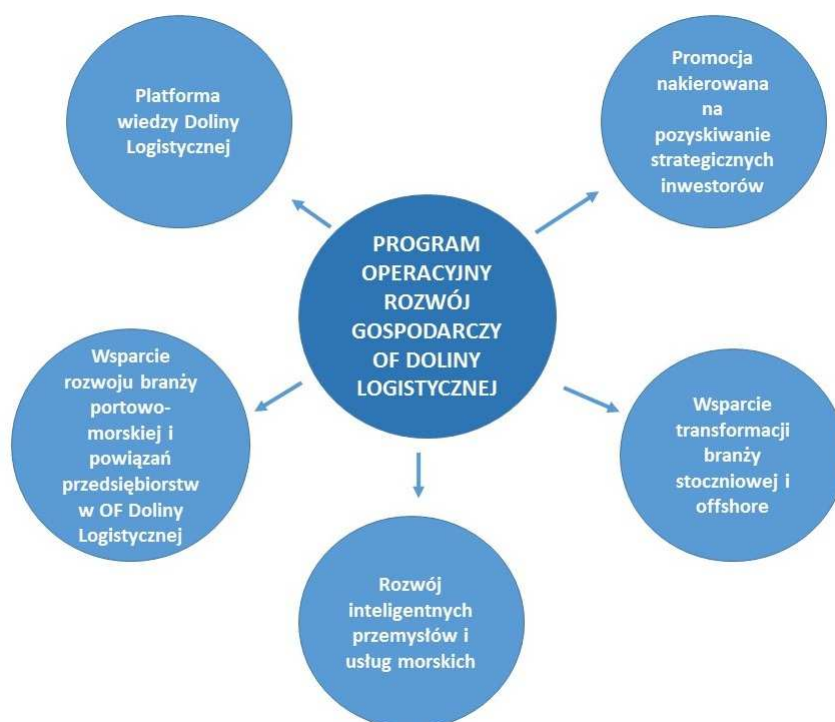 Platforma
wiedzy Doliny
Logistycznej
Promocja
nakierowana
na
pozyskiwanie
strategicznych
inwestorów
PROGRAM
OPERACYJNY
ROZWÓJ
GOSPODARCZY
OF DOLINY
LOGISTYCZNEJ
Wsparcie
rozwoju branży
portowo-
morskiej i
powiązań
przedsiębiorstw
w OF Doliny
Logistycznej
Wsparcie
transformacji
branży
stoczniowej i
offshore
Rozwój
inteligentnych
przemysłów i
usług morskich